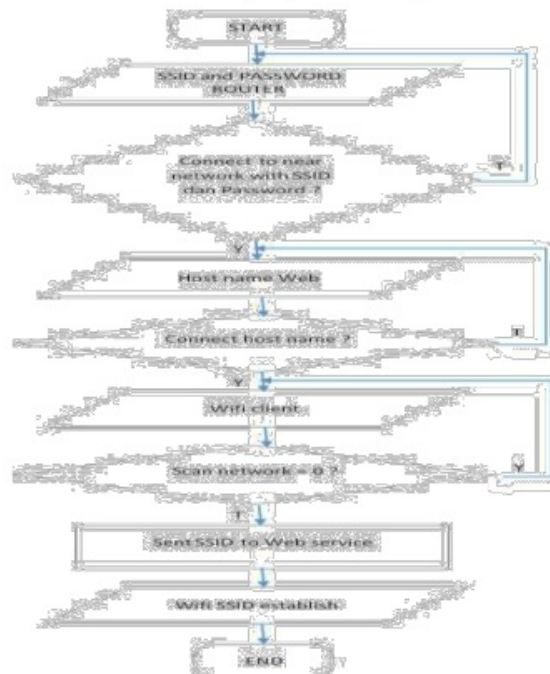 START
SSID and PASSWORD
ROUTER
Connect to near
network with SSID
dan Password ?
T
Y
Host name Web
Connect host name ?
T
Y
Wifi client
Scan network = 0 ?
Y
T
Sent SSID to Web service
Wifi SSID establish
END